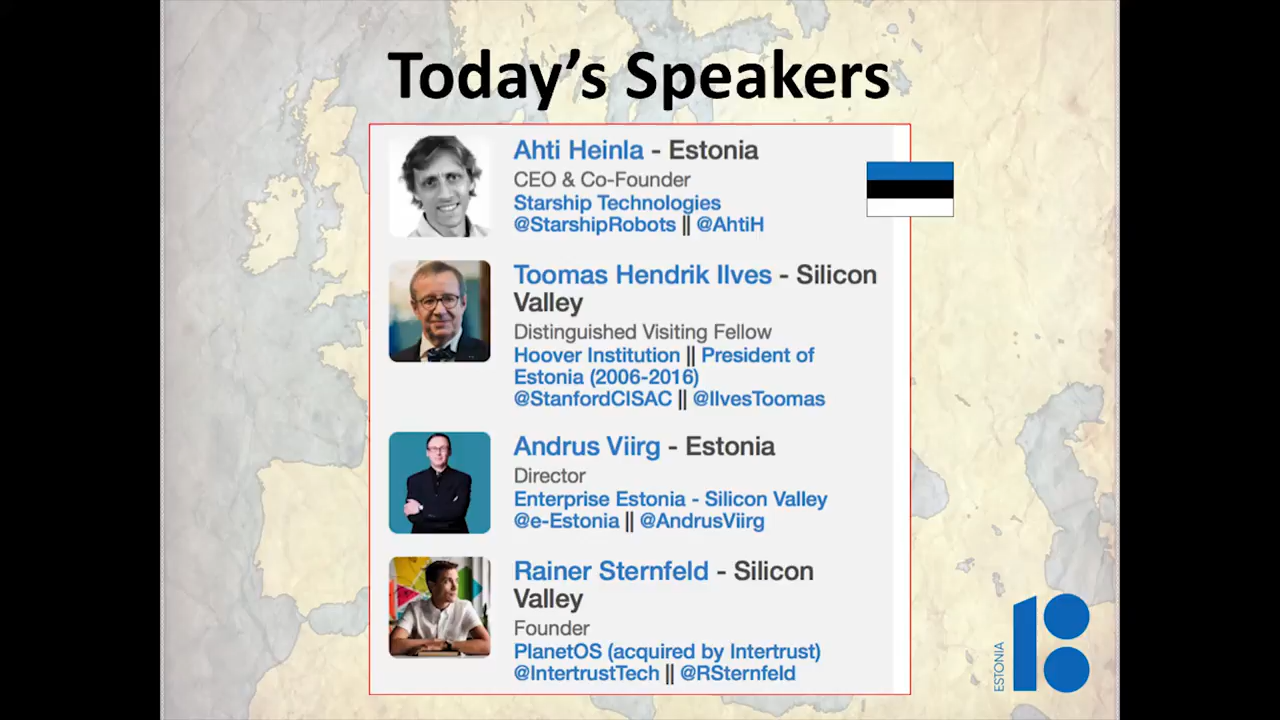 Today's Speakers
Ahti Heinla - Estonia
CEO & Co-Founder
Starship Technologies
@StarshipRobots || @AhtiH
Toomas Hendrik Ilves - Silicon
Valley
Distinguished Visiting Fellow
Hoover Institution || President of
Estonia (2006-2016)
@StanfordCISAC || @IlvesToomas
Andrus Viirg - Estonia
Director
Enterprise Estonia - Silicon Valley
@e-Estonia || @AndrusViirg
Rainer Sternfeld - Silicon
Valley
Founder
PlanetOS (acquired by Intertrust)
@IntertrustTech || @RSternfeld
ESTONIA